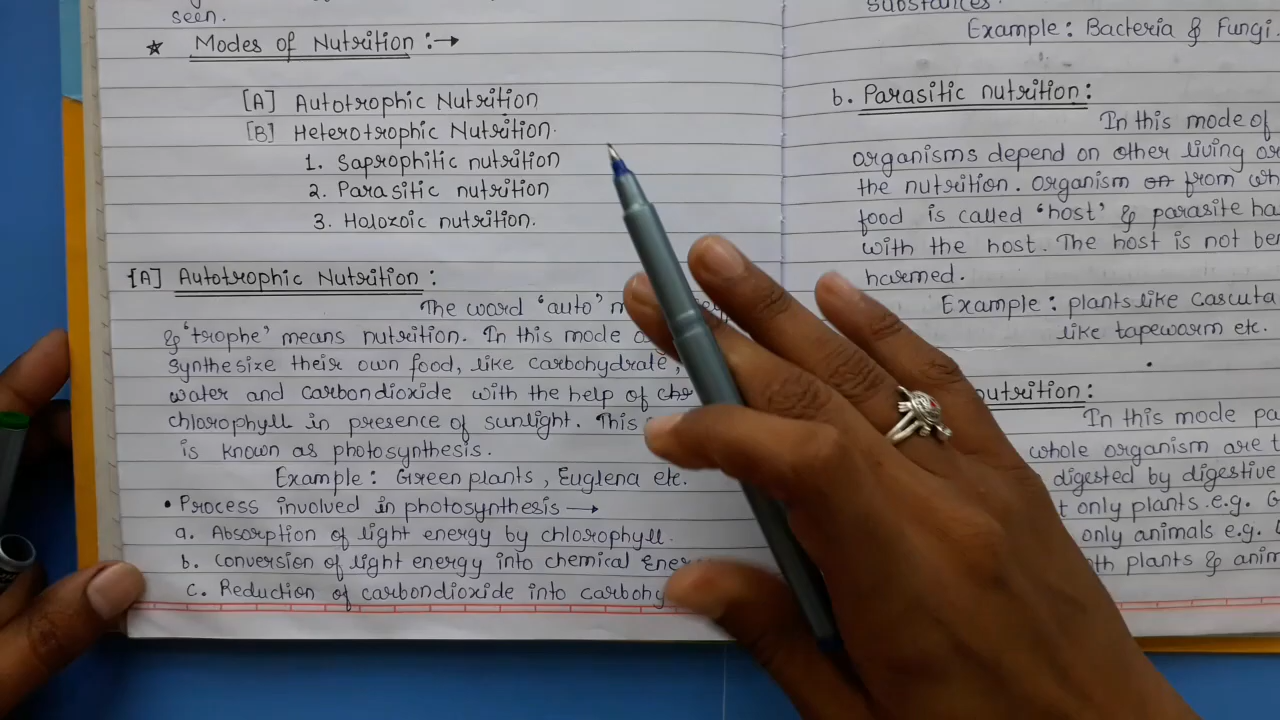 seen.
★ Modes of Nutrition :→
[A] Autotrophic Nutrition
[B] Heterotrophic Nutrition.
1. Saprophitic nutrition
2. Parasitic nutrition
3. Halozoic nutrition.
[A] Autotrophic Nutrition :
The word ‘auto’
& ‘trophe’ means nutrition. In this mode
synthesize their own food, like carbohydrate,
water and carbondioxide with the help of
chlorophyll in presence of sunlight. This
is known as photosynthesis.
Example : Green plants, Euglena etc.
• Process involved in photosynthesis →
a. Absorption of light energy by chlorophyll.
b. conversion of light energy into chemical
c. Reduction of carbondioxide into
substances.
Example : Bacteria & Fungi.
b. Parasitic nutrition :
In this mode of
organisms depend on other living
the nutrition. Organism from
food is called ‘host’ & parasite
with the host. The host is not
harmed.
Example : plants like Cascuta
like tapeworm etc.
In this mode
whole organism are
digested by digestive
only plants e.g.
only animals e.g.
plants &